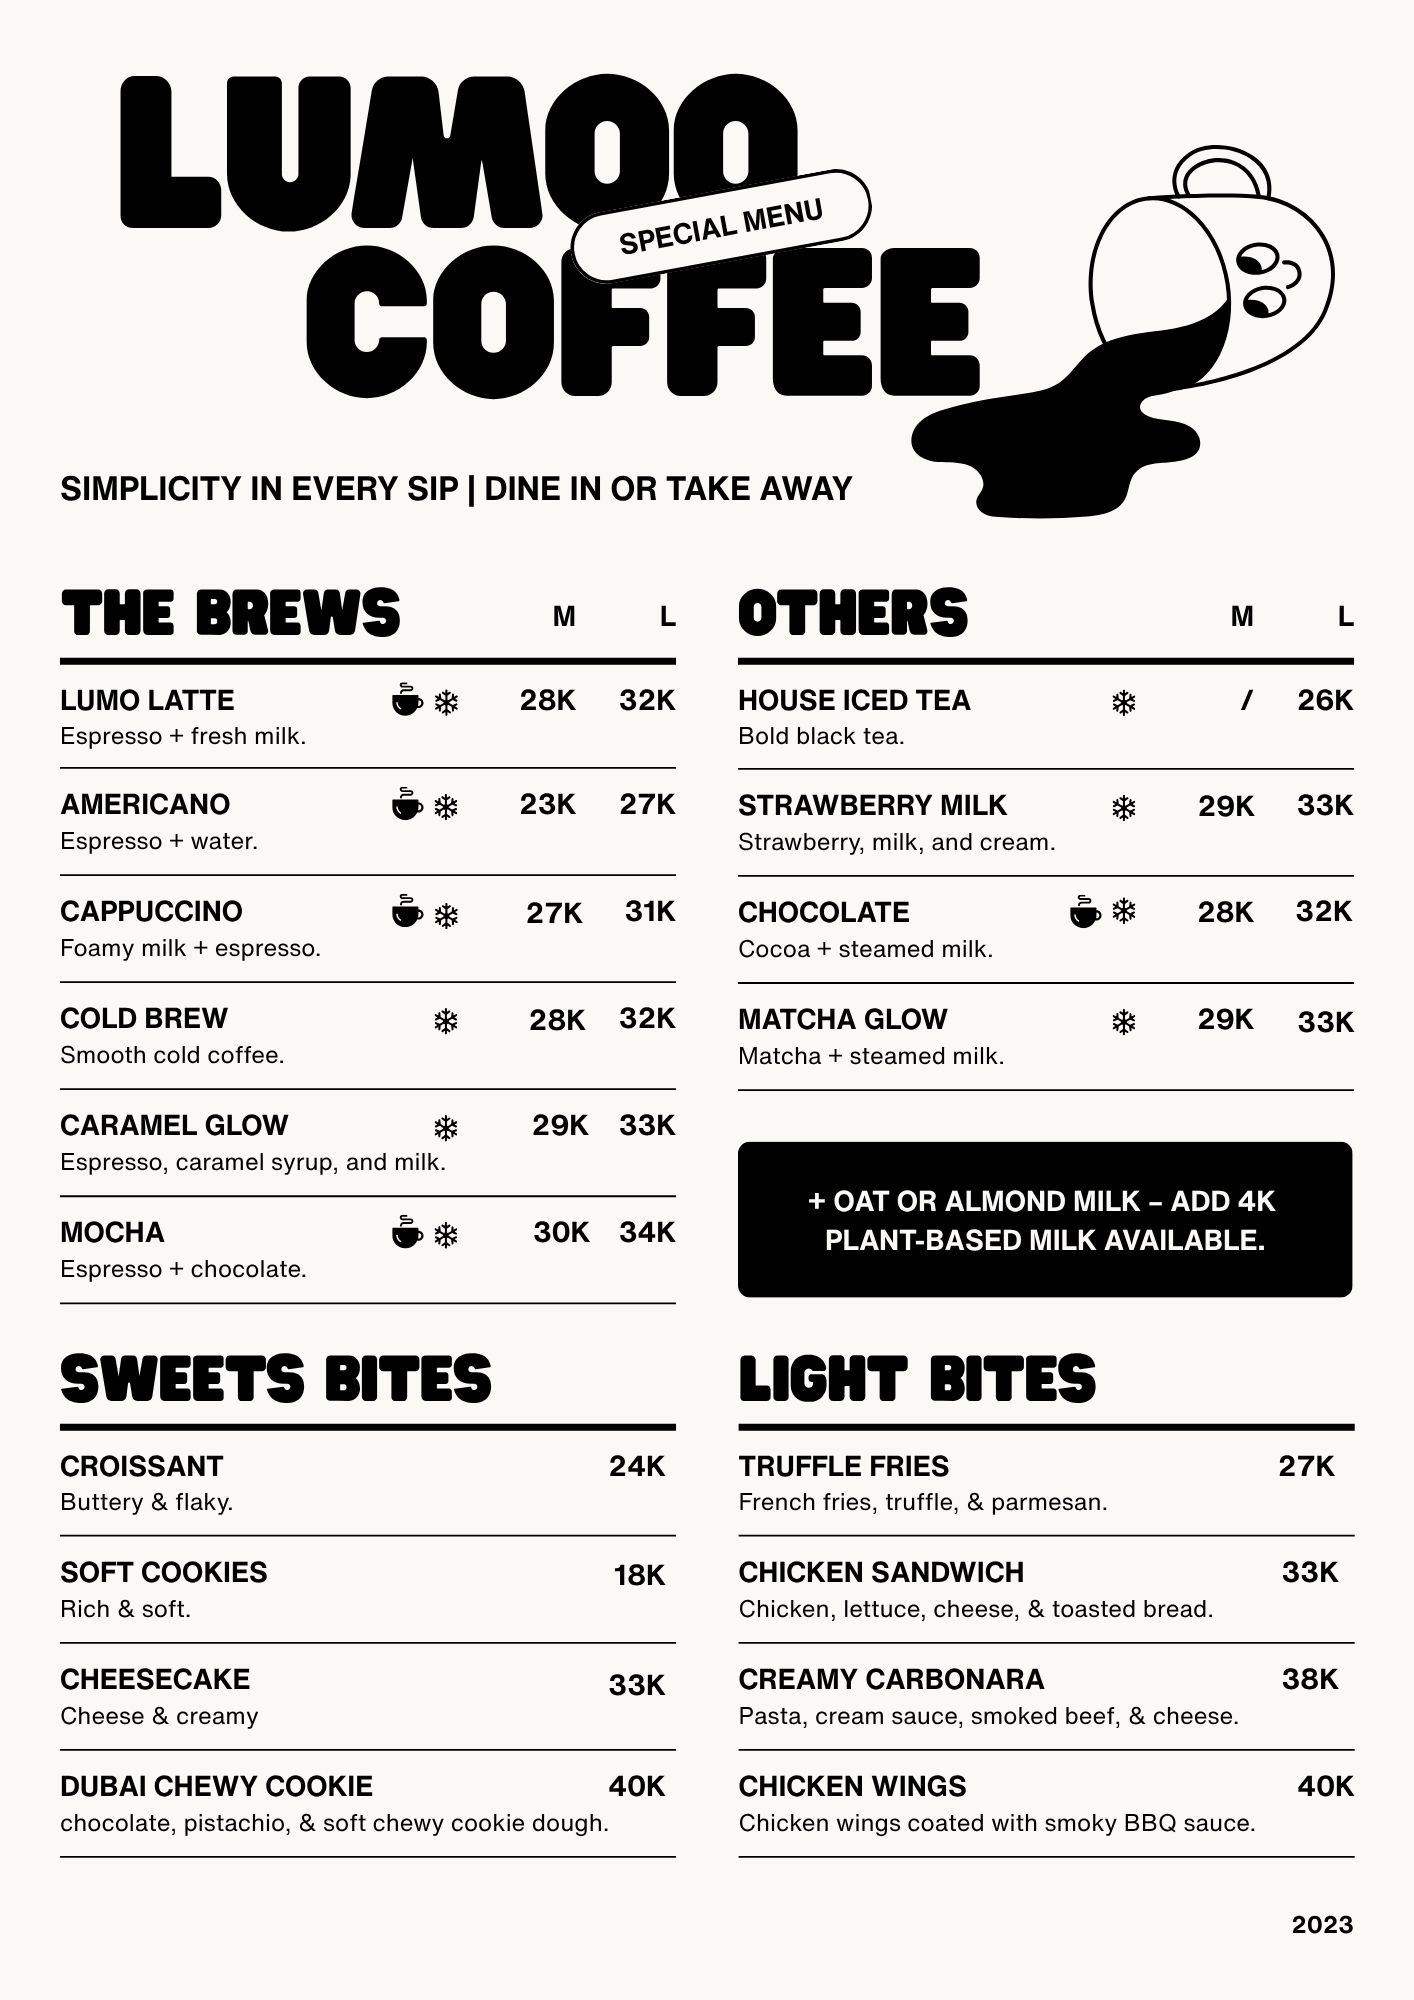 LUMOO
SPECIAL MENU
COFFEE
SIMPLICITY IN EVERY SIP | DINE IN OR TAKE AWAY
THE BREWS M L
LUMO LATTE 28K 32K
Espresso + fresh milk.
AMERICANO 23K 27K
Espresso + water.
CAPPUCCINO 27K 31K
Foamy milk + espresso.
COLD BREW 28K 32K
Smooth cold coffee.
CARAMEL GLOW 29K 33K
Espresso, caramel syrup, and milk.
MOCHA 30K 34K
Espresso + chocolate.
OTHERS M L
HOUSE ICED TEA / 26K
Bold black tea.
STRAWBERRY MILK 29K 33K
Strawberry, milk, and cream.
CHOCOLATE 28K 32K
Cocoa + steamed milk.
MATCHA GLOW 29K 33K
Matcha + steamed milk.
+ OAT OR ALMOND MILK – ADD 4K
PLANT-BASED MILK AVAILABLE.
SWEETS BITES
CROISSANT 24K
Buttery & flaky.
SOFT COOKIES 18K
Rich & soft.
CHEESECAKE 33K
Cheese & creamy
DUBAI CHEWY COOKIE 40K
chocolate, pistachio, & soft chewy cookie dough.
LIGHT BITES
TRUFFLE FRIES 27K
French fries, truffle, & parmesan.
CHICKEN SANDWICH 33K
Chicken, lettuce, cheese, & toasted bread.
CREAMY CARBONARA 38K
Pasta, cream sauce, smoked beef, & cheese.
CHICKEN WINGS 40K
Chicken wings coated with smoky BBQ sauce.
2023